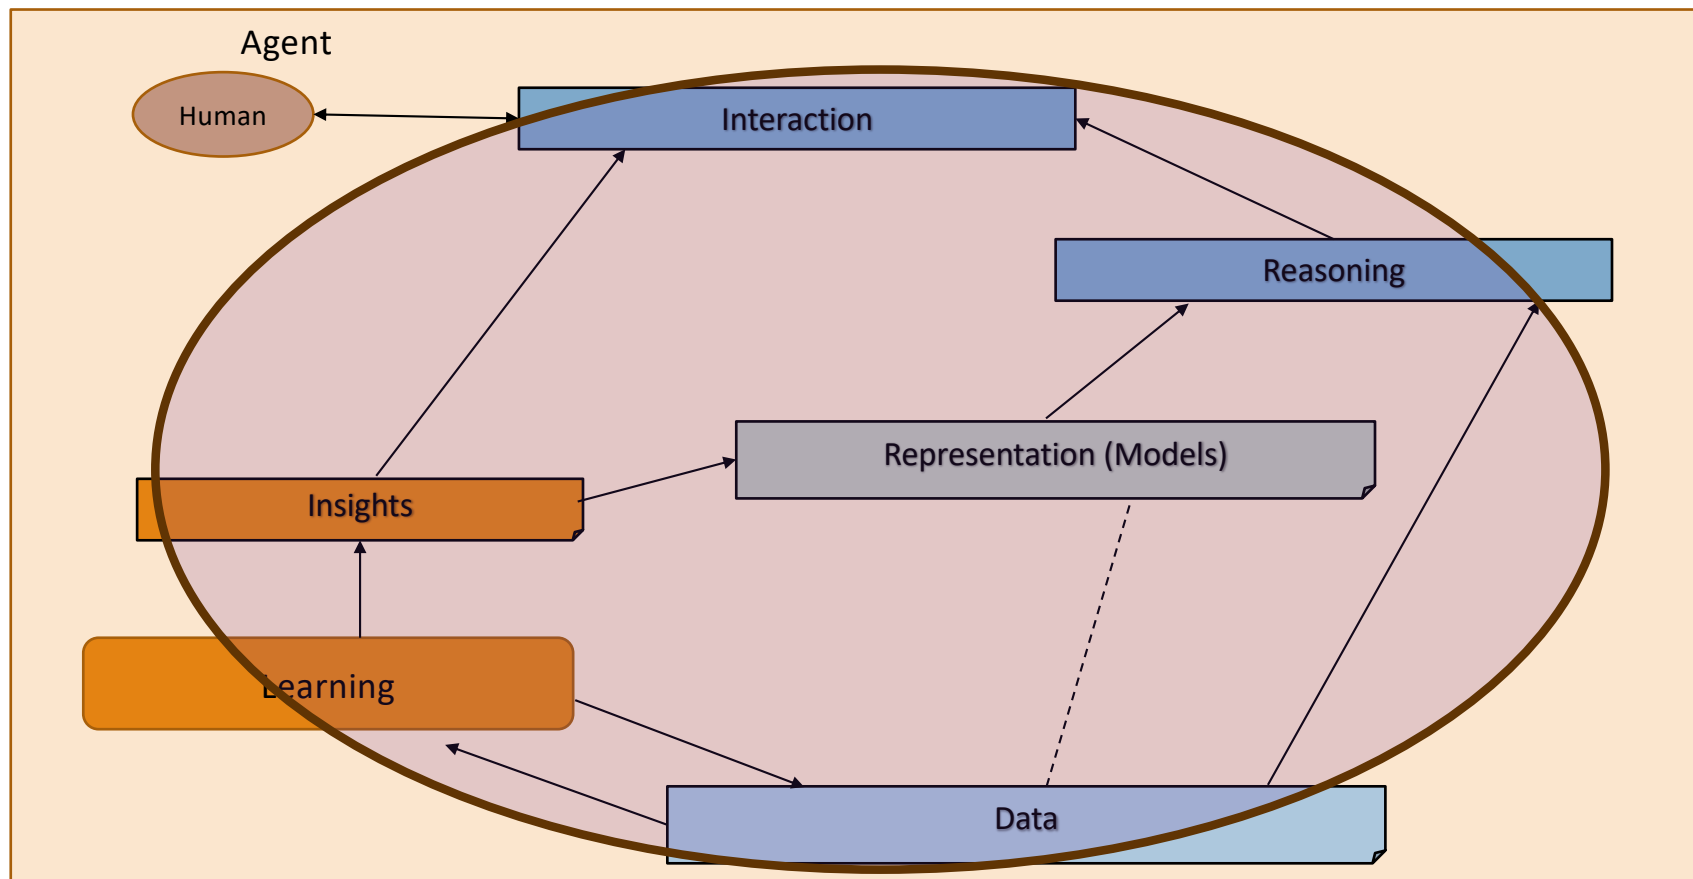 Agent
Human
Interaction
Reasoning
Representation (Models)
Insights
Learning
Data